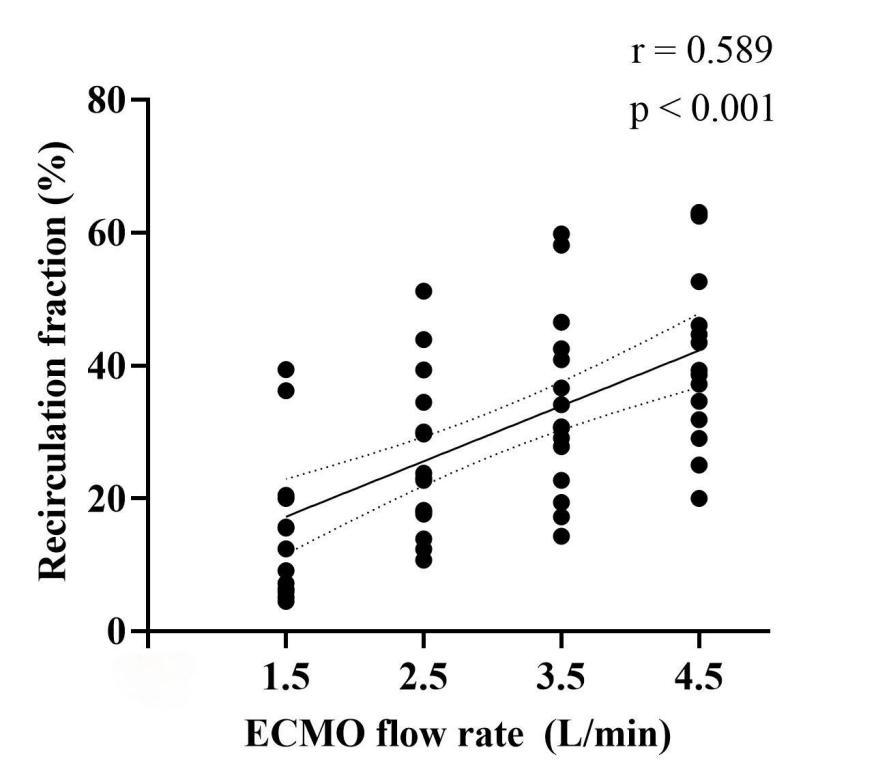 r = 0.589
p < 0.001
Recirculation fraction (%)
80
60
40
20
0
1.5 2.5 3.5 4.5
ECMO flow rate (L/min)